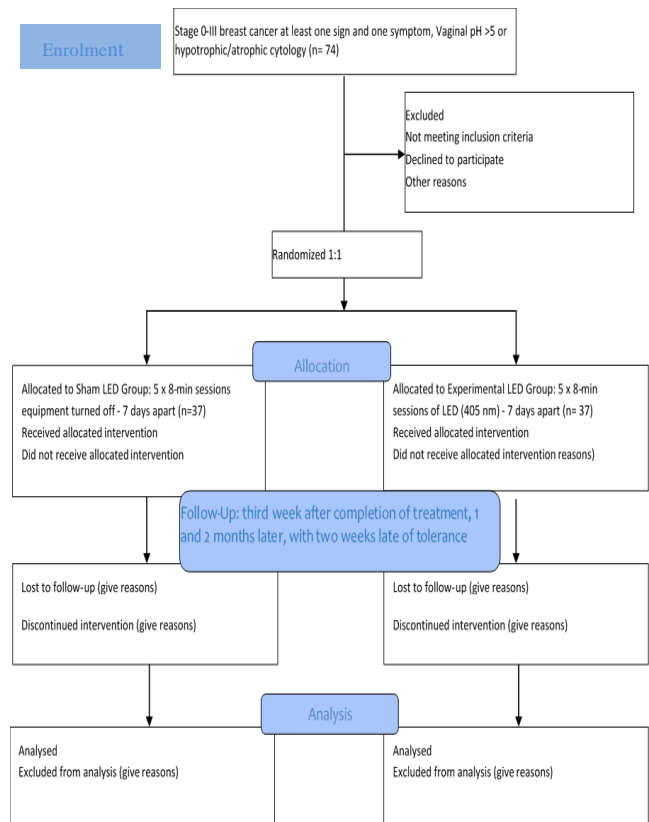 Enrolment
Stage 0-III breast cancer at least one sign and one symptom, Vaginal pH >5 or
hypotrophic/atrophic cytology (n= 74)
Excluded
Not meeting inclusion criteria
Declined to participate
Other reasons
Randomized 1:1
Allocation
Allocated to Sham LED Group: 5 x 8-min sessions
equipment turned off - 7 days apart (n=37)
Received allocated intervention
Did not receive allocated intervention
Allocated to Experimental LED Group: 5 x 8-min
sessions of LED (405 nm) - 7 days apart (n= 37)
Received allocated intervention
Did not receive allocated intervention reasons)
Follow-Up: third week after completion of treatment, 1
and 2 months later, with two weeks late of tolerance
Lost to follow-up (give reasons)
Discontinued intervention (give reasons)
Lost to follow-up (give reasons)
Discontinued intervention (give reasons)
Analysis
Analysed
Excluded from analysis (give reasons)
Analysed
Excluded from analysis (give reasons)